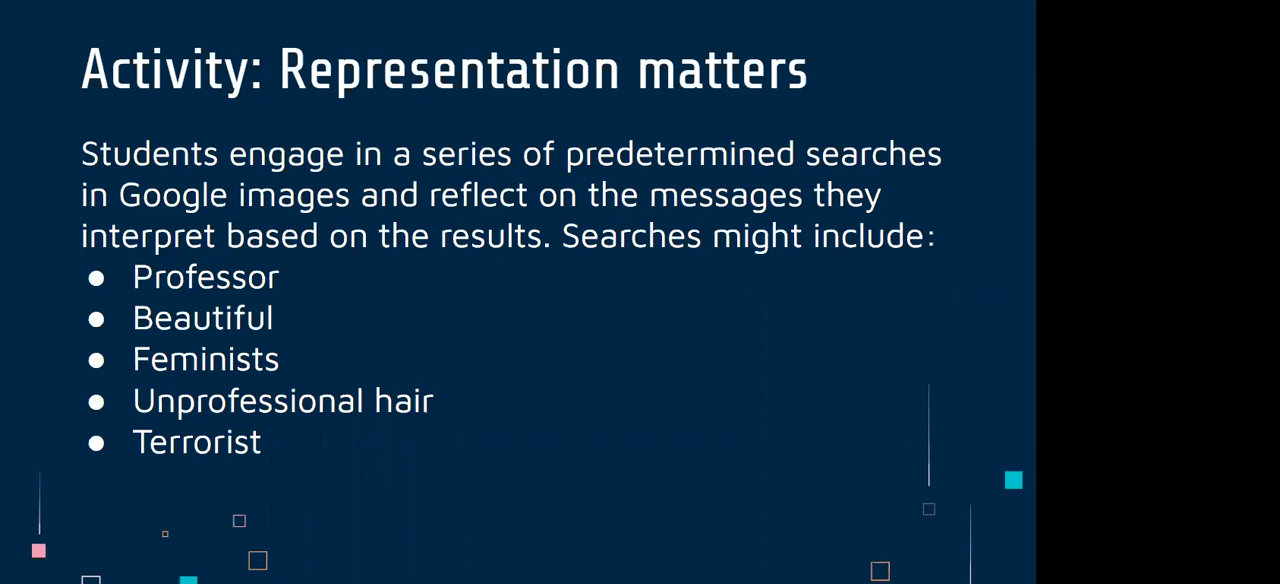 Activity: Representation matters
Students engage in a series of predetermined searches
in Google images and reflect on the messages they
interpret based on the results. Searches might include:
● Professor
● Beautiful
● Feminists
● Unprofessional hair
● Terrorist